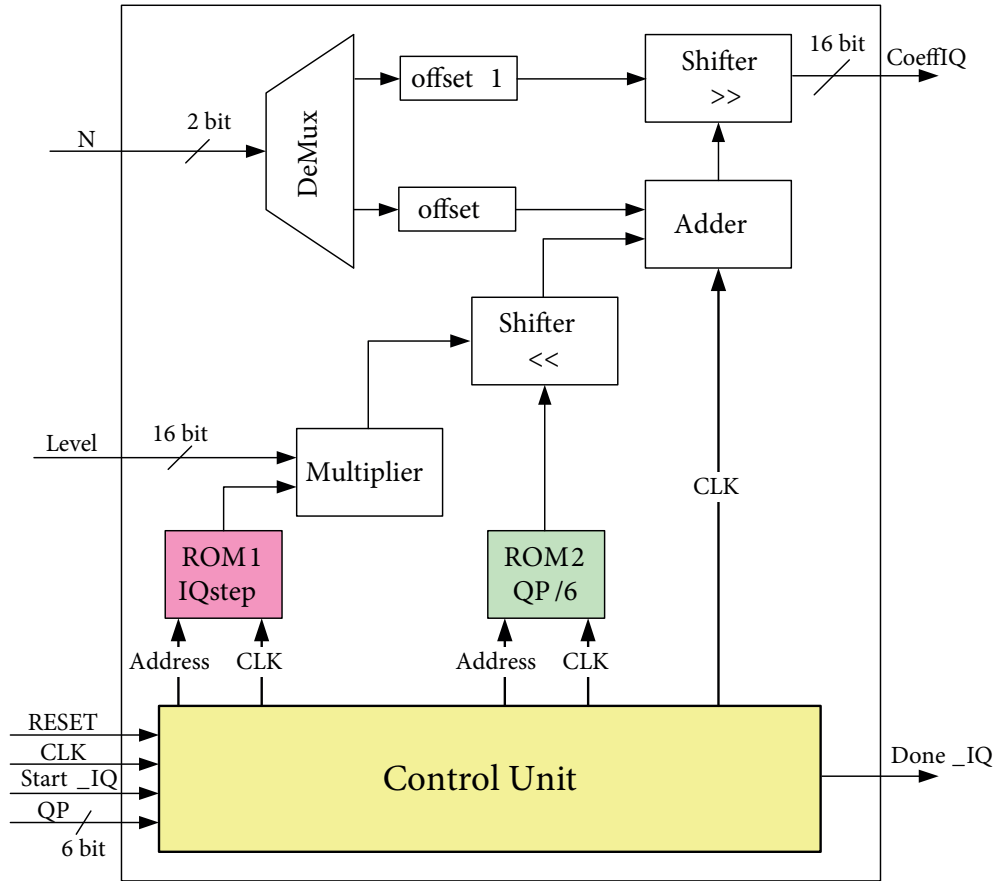 16 bit
CoeffIQ
Shifter
>>
offset 1
2 bit
N
DeMux
offset
Adder
Shifter
<<
16 bit
Level
Multiplier
CLK
ROM1
IQstep
ROM2
QP/6
Address
CLK
Address
CLK
RESET
CLK
Start _IQ
QP
6 bit
Control Unit
Done _IQ